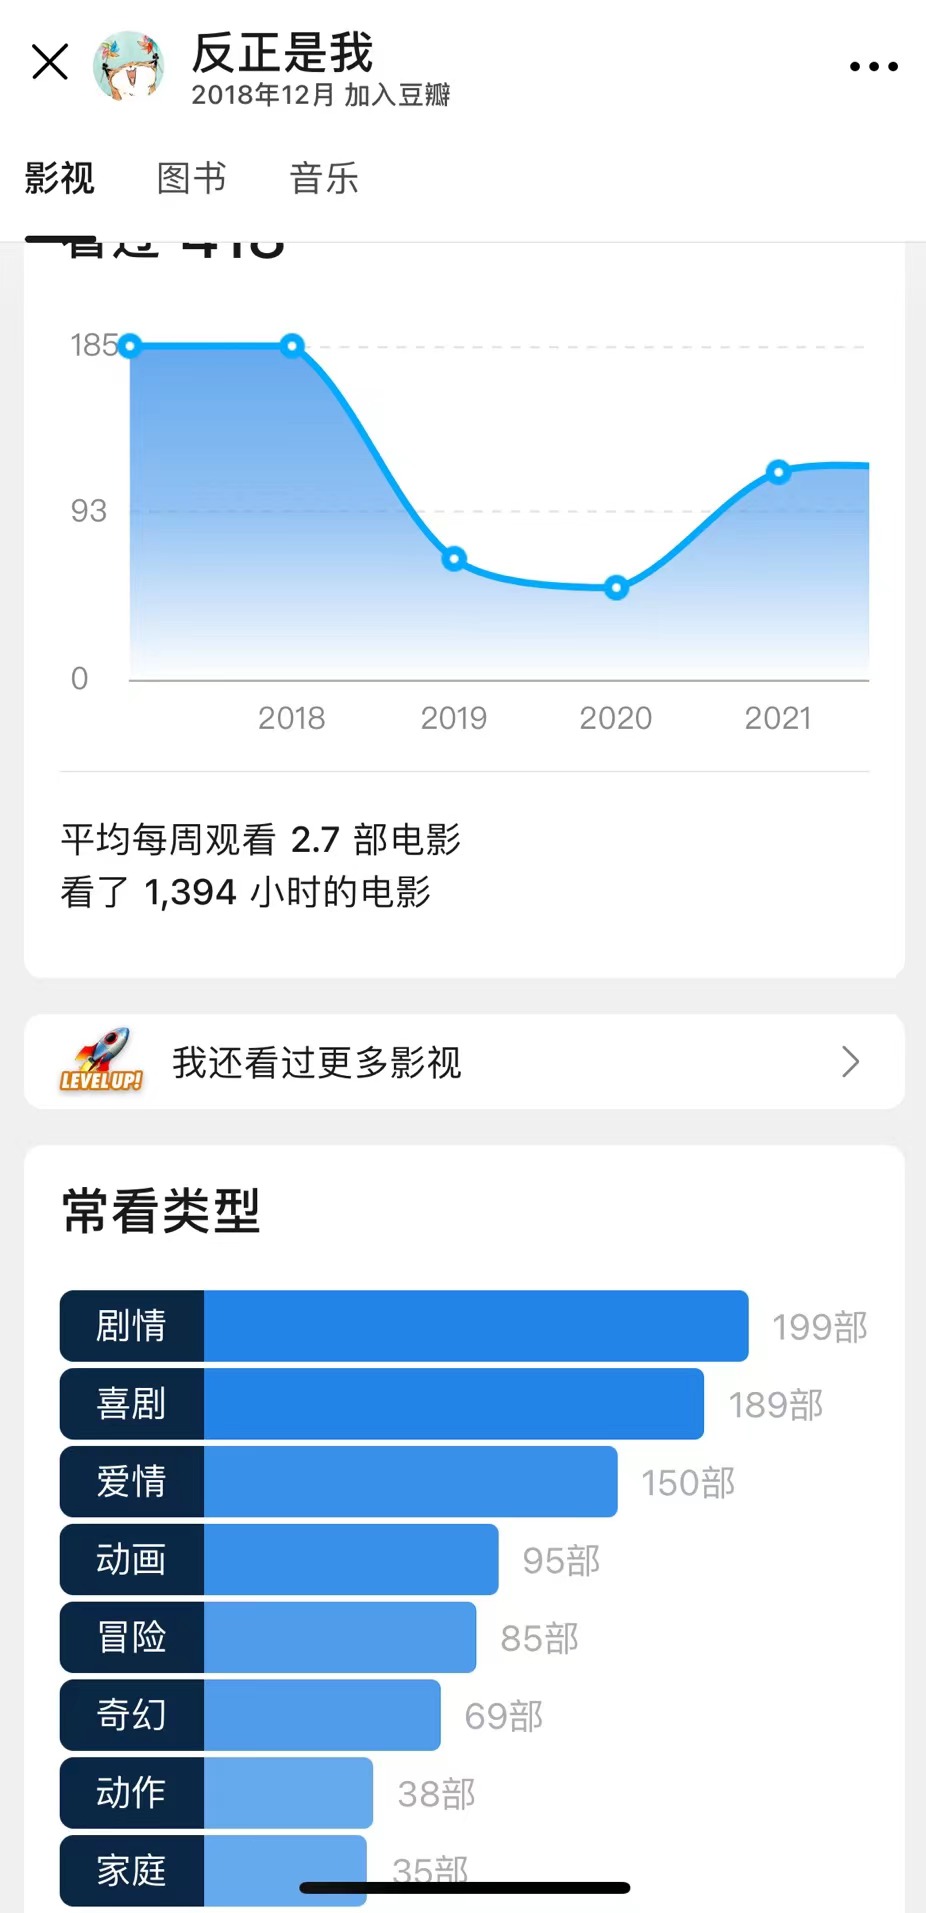 反正是我
2018年12月 加入豆瓣
影视 图书 音乐
看过 418
185
93
0
2018 2019 2020 2021
平均每周观看 2.7 部电影
看了 1,394 小时的电影
LEVEL UP!
我还看过更多影视
常看类型
剧情 199部
喜剧 189部
爱情 150部
动画 95部
冒险 85部
奇幻 69部
动作 38部
家庭 35部